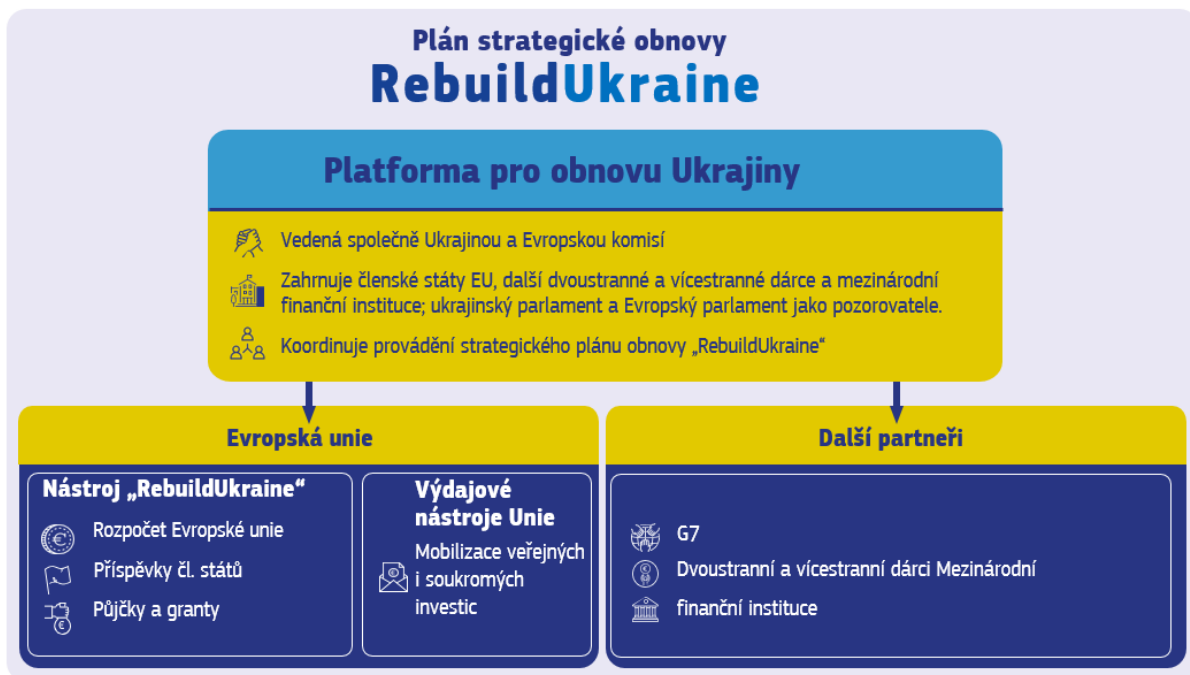 Plán strategické obnovy
RebuildUkraine
Platforma pro obnovu Ukrajiny
Vedená společně Ukrajinou a Evropskou komisí
Zahrnuje členské státy EU, další dvoustranné a vícestranné dárce a mezinárodní
finanční instituce; ukrajinský parlament a Evropský parlament jako pozorovatele.
Koordinuje provádění strategického plánu obnovy „RebuildUkraine“
Evropská unie
Nástroj „RebuildUkraine“
Rozpočet Evropské unie
Příspěvky čl. států
Půjčky a granty
Výdajové
nástroje Unie
Mobilizace veřejných
i soukromých
investic
Další partneři
G7
Dvoustranní a vícestranní dárci Mezinárodní
finanční instituce